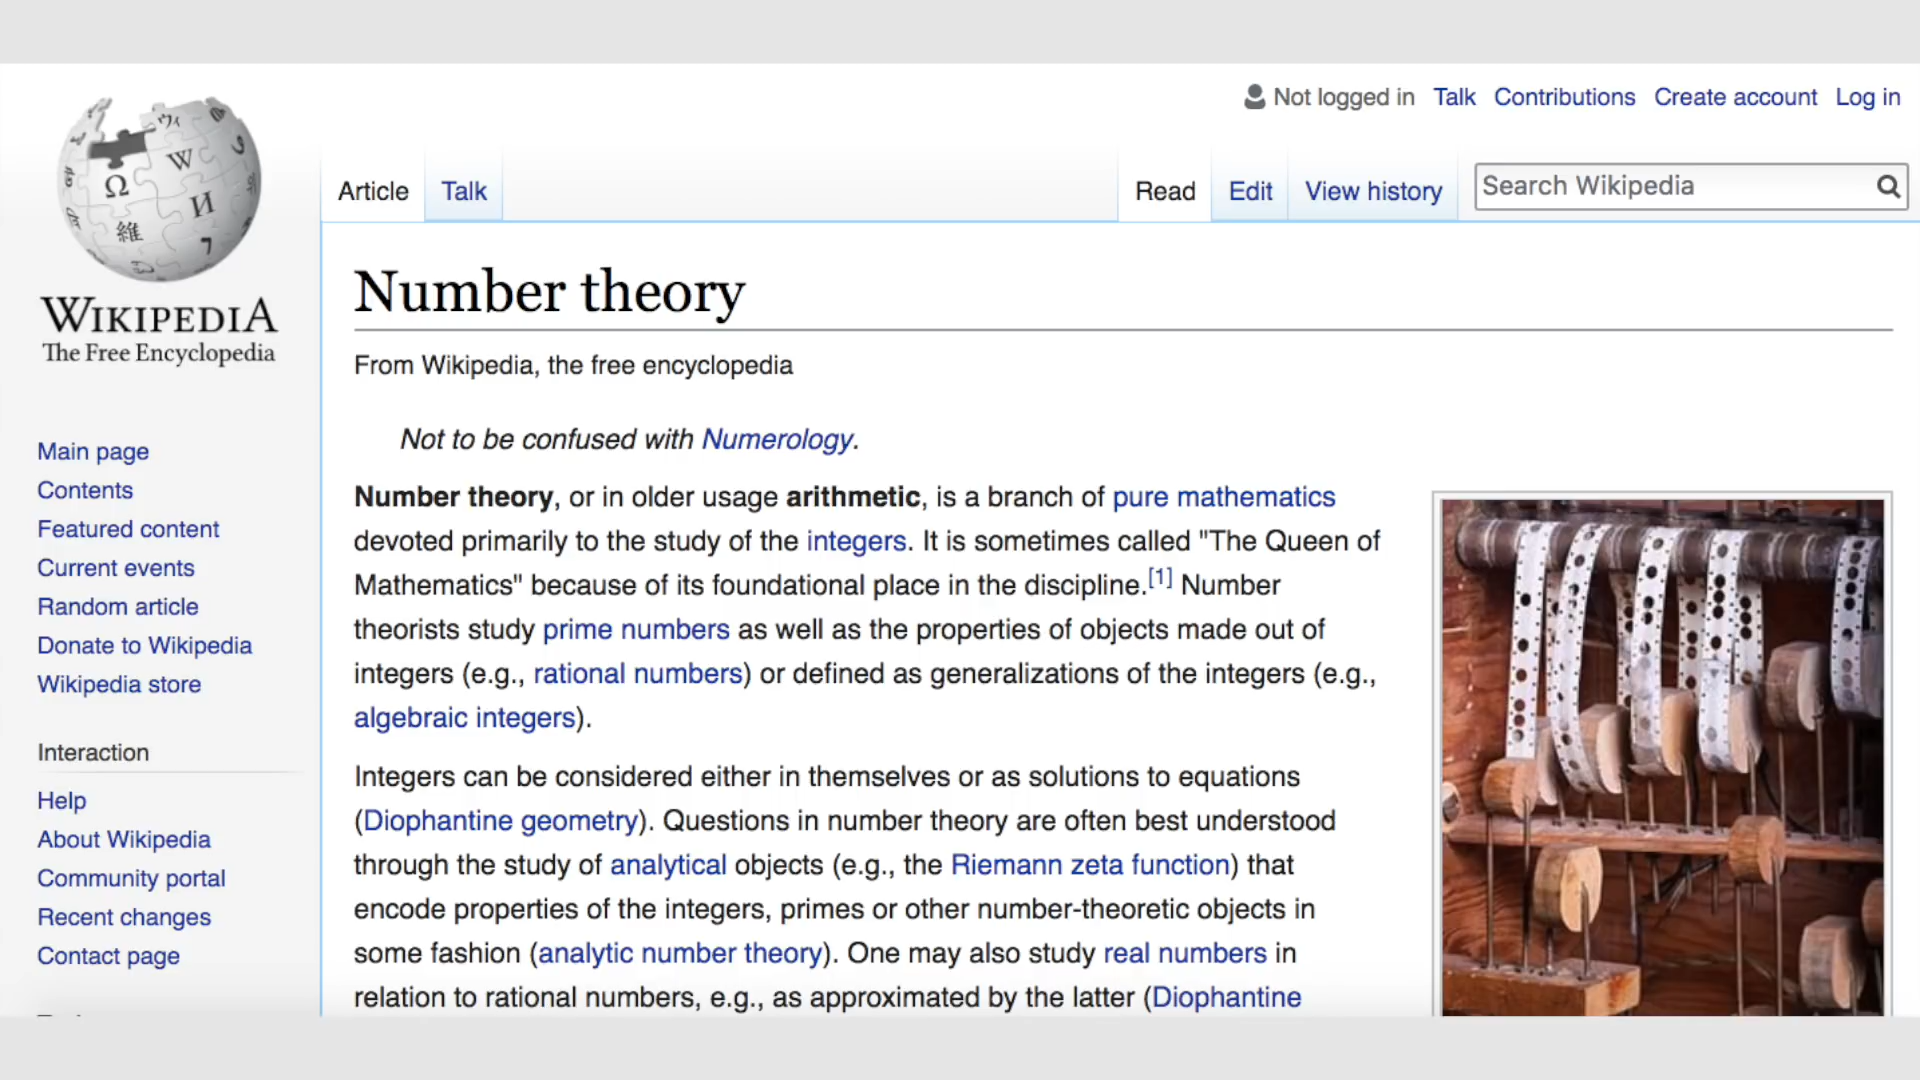 Not logged in Talk Contributions Create account Log in
Article Talk Read Edit View history Search Wikipedia
WIKIPEDIA
The Free Encyclopedia
Main page
Contents
Featured content
Current events
Random article
Donate to Wikipedia
Wikipedia store
Interaction
Help
About Wikipedia
Community portal
Recent changes
Contact page
Number theory
From Wikipedia, the free encyclopedia
Not to be confused with Numerology.
Number theory, or in older usage arithmetic, is a branch of pure mathematics
devoted primarily to the study of the integers. It is sometimes called "The Queen of
Mathematics" because of its foundational place in the discipline.[1] Number
theorists study prime numbers as well as the properties of objects made out of
integers (e.g., rational numbers) or defined as generalizations of the integers (e.g.,
algebraic integers).
Integers can be considered either in themselves or as solutions to equations
(Diophantine geometry). Questions in number theory are often best understood
through the study of analytical objects (e.g., the Riemann zeta function) that
encode properties of the integers, primes or other number-theoretic objects in
some fashion (analytic number theory). One may also study real numbers in
relation to rational numbers, e.g., as approximated by the latter (Diophantine